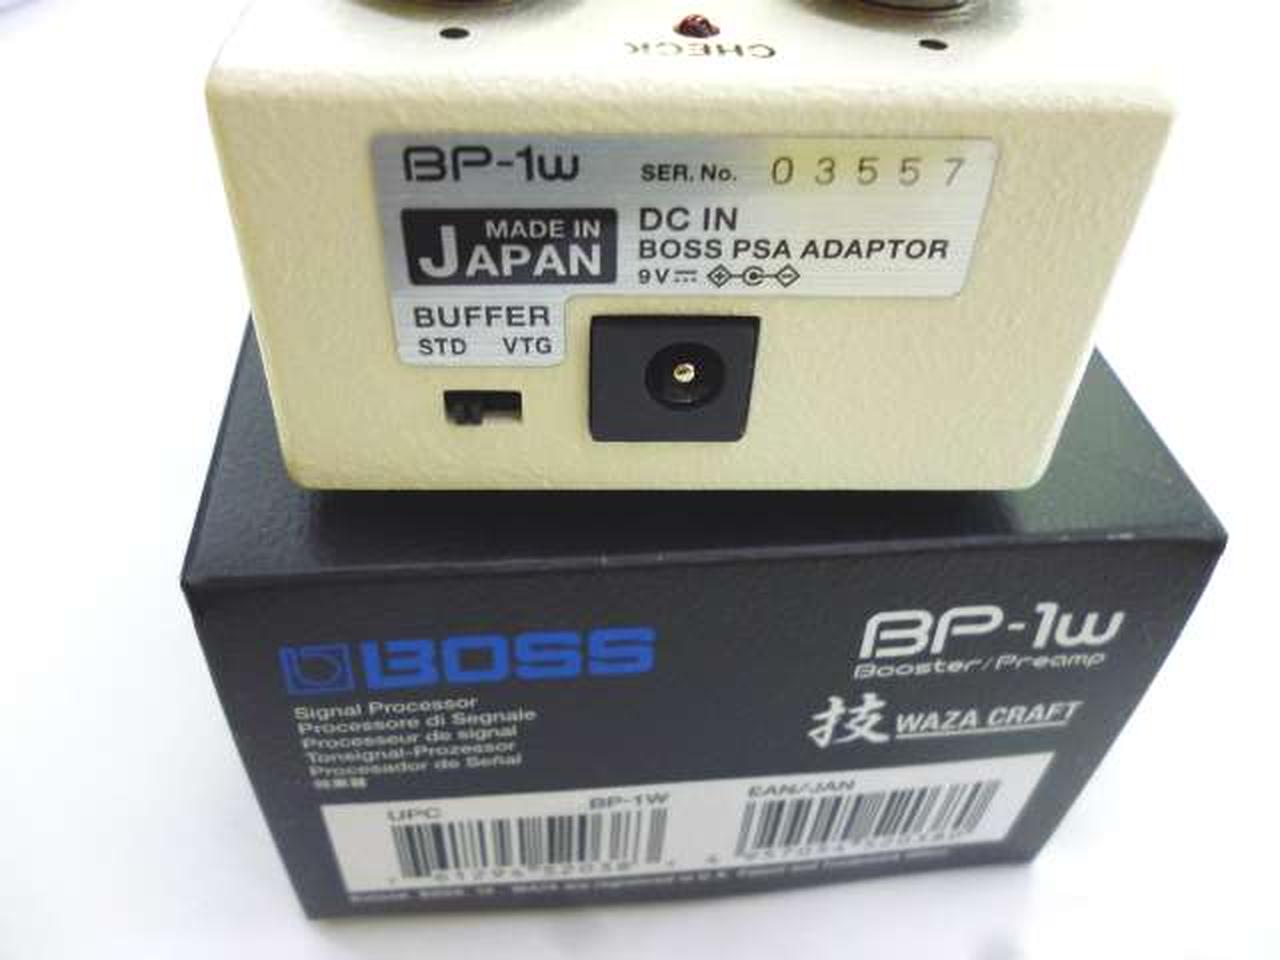 CHECK
BP-1W
SER. No. 03557
MADE IN
JAPAN
DC IN
BOSS PSA ADAPTOR
9V
BUFFER
STD VTG
BOSS
Signal Processor
Processore di Segnale
Processeur de signal
Tonsignal-Prozessor
Procesador de Señal
BP-1W
Booster/Preamp
技 WAZA CRAFT
UPC BP-1W
EAN/JAN